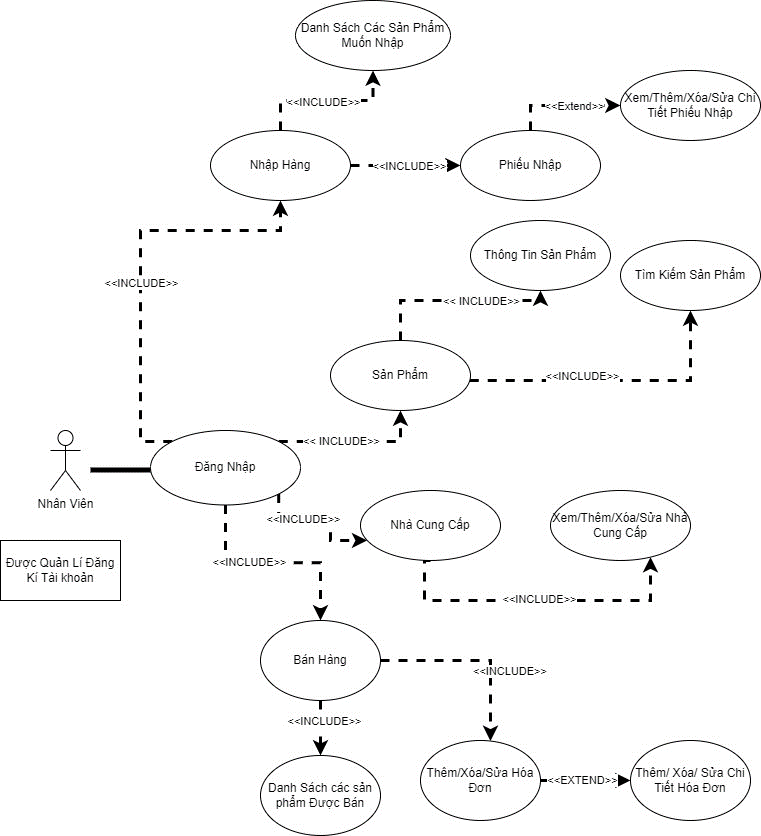 Danh Sách Các Sản Phẩm
Muốn Nhập
<<INCLUDE>>
<<Extend>>
Xem/Thêm/Xóa/Sửa Chi
Tiết Phiếu Nhập
Nhập Hàng
<<INCLUDE>>
Phiếu Nhập
Thông Tin Sản Phẩm
Tìm Kiếm Sản Phẩm
<<INCLUDE>>
<< INCLUDE>>
Sản Phẩm
<<INCLUDE>>
<< INCLUDE>>
Đăng Nhập
Nhân Viên
<<INCLUDE>>
Nhà Cung Cấp
Xem/Thêm/Xóa/Sửa Nhà
Cung Cấp
Được Quản Lí Đăng
Kí Tài khoản
<<INCLUDE>>
<<INCLUDE>>
Bán Hàng
<<INCLUDE>>
<<INCLUDE>>
Thêm/Xóa/Sửa Hóa
Đơn
<<EXTEND>>
Thêm/ Xóa/ Sửa Chi
Tiết Hóa Đơn
Danh Sách các sản
phẩm Được Bán